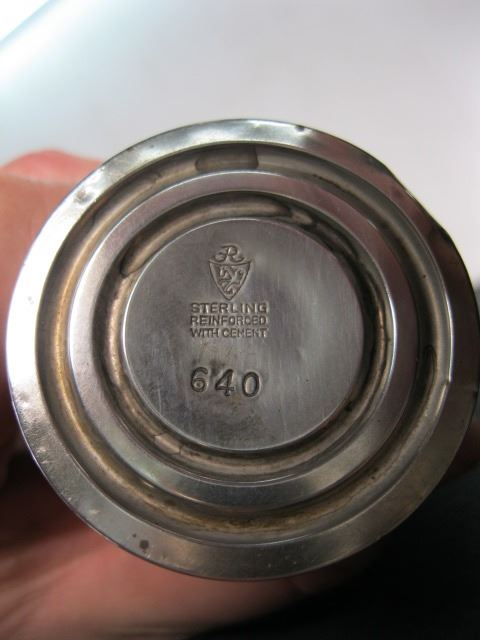 R
STERLING
REINFORCED
WITH CEMENT
640